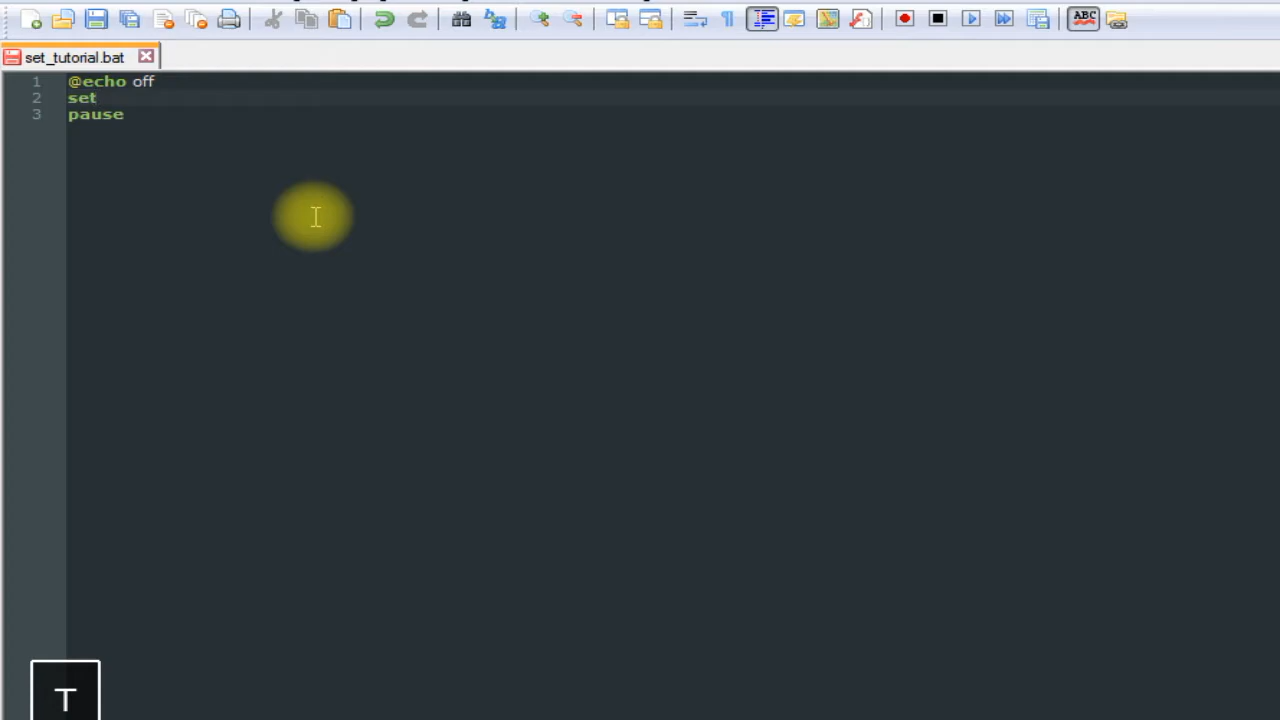 ABC
set_tutorial.bat
1 @echo off
2 set
3 pause
T